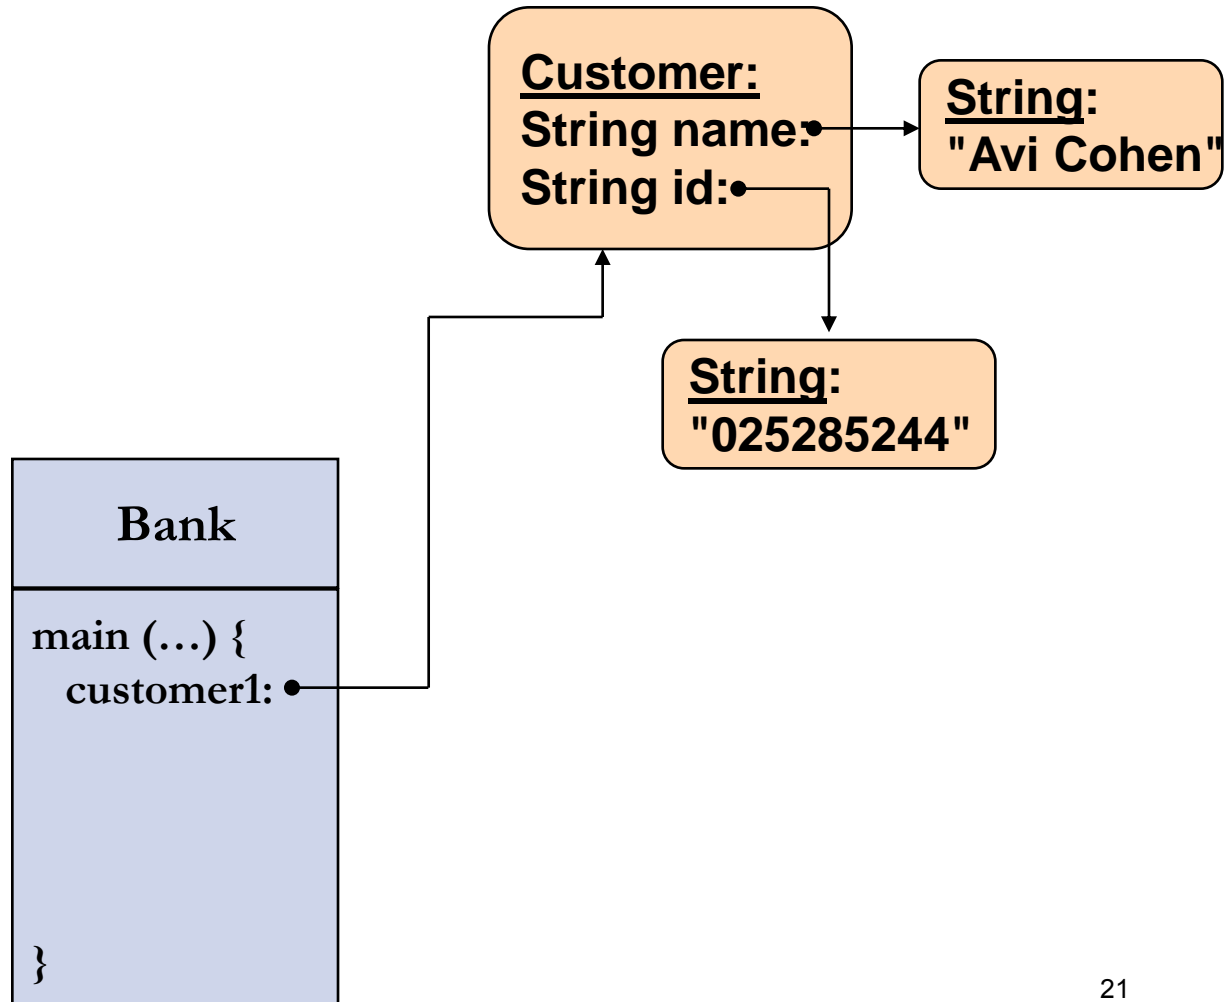 Customer:
String name:
String id:
String:
"Avi Cohen"
String:
"025285244"
Bank
main (…) {
customer1:
}
21